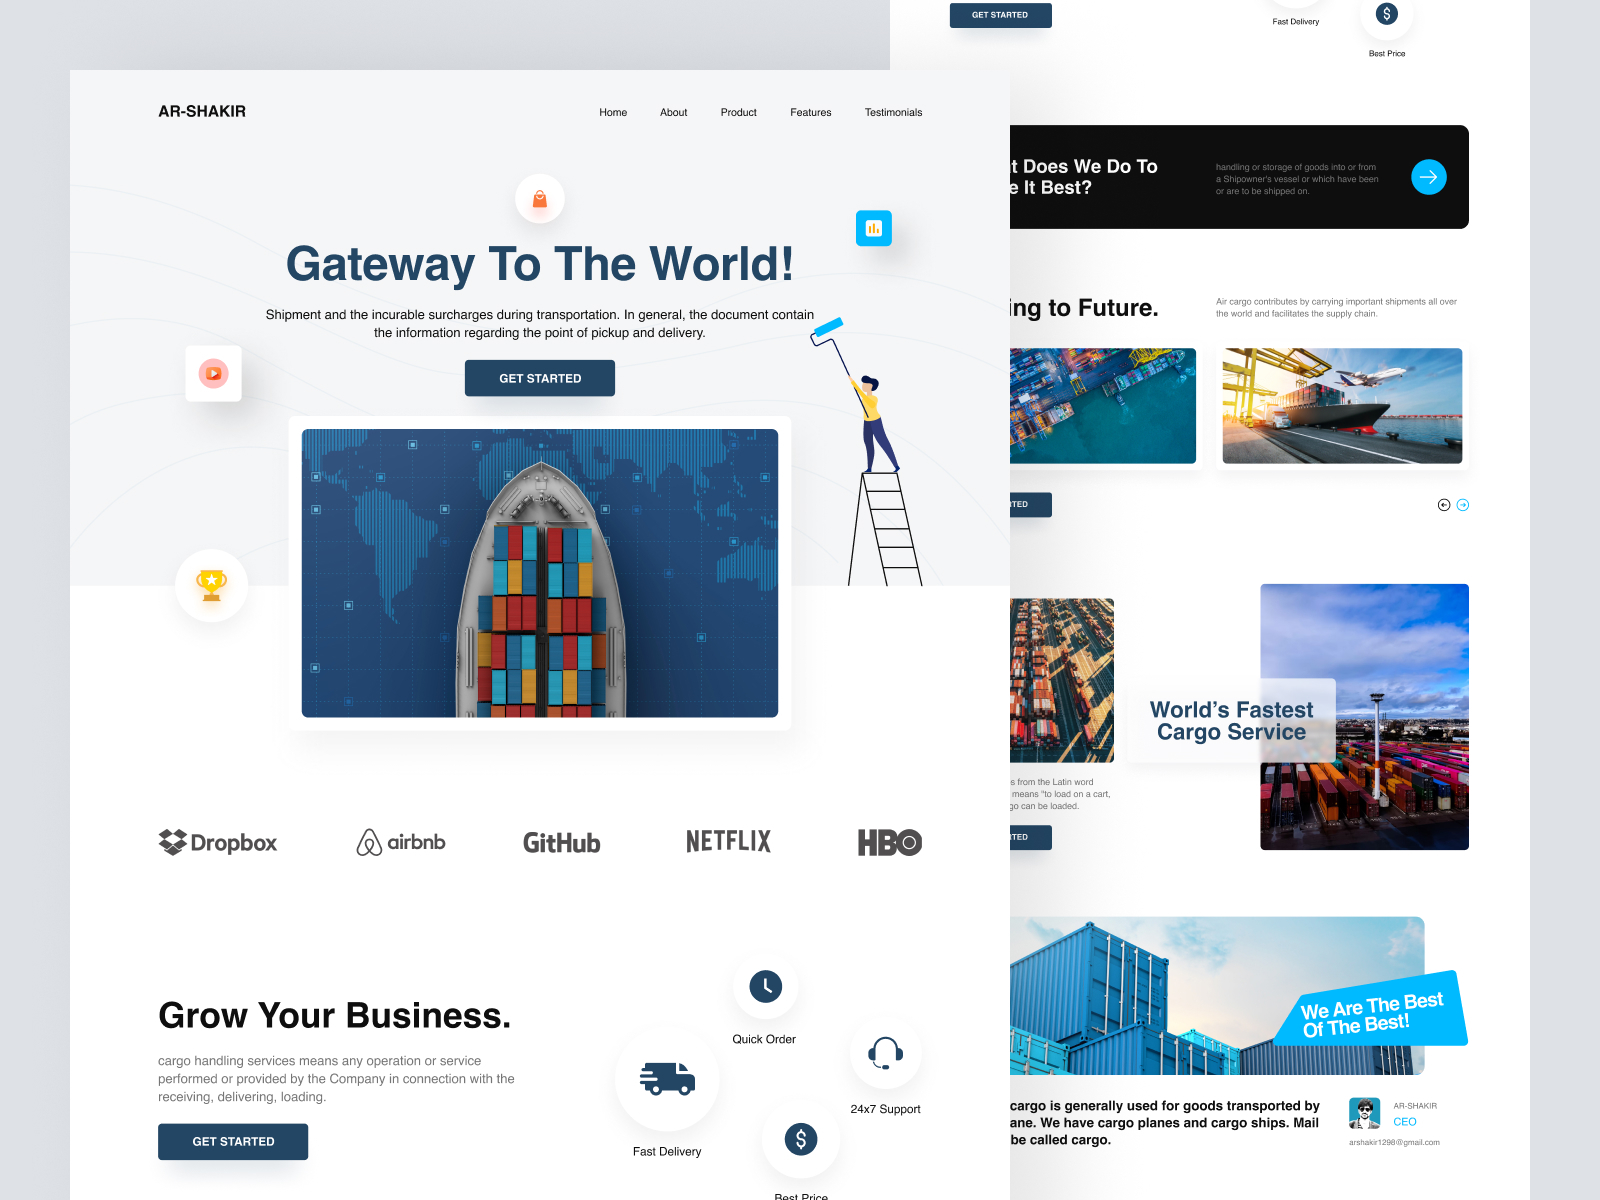 AR-SHAKIR
Home About Product Features Testimonials
Gateway To The World!
Shipment and the incurable surcharges during transportation. In general, the document contain
the information regarding the point of pickup and delivery.
GET STARTED
Dropbox airbnb GitHub NETFLIX HBO
Grow Your Business.
cargo handling services means any operation or service
performed or provided by the Company in connection with the
receiving, delivering, loading.
GET STARTED
Quick Order
Fast Delivery
24x7 Support
Best Price
GET STARTED
Fast Delivery
Best Price
t Does We Do To
e It Best?
handling or storage of goods into or from
a Shipowner's vessel or which have been
or are to be shipped on.
ing to Future.
Air cargo contributes by carrying important shipments all over
the world and facilitates the supply chain.
RTED
World's Fastest
Cargo Service
s from the Latin word
means "to load on a cart,
go can be loaded.
RTED
We Are The Best
Of The Best!
cargo is generally used for goods transported by
ane. We have cargo planes and cargo ships. Mail
be called cargo.
AR-SHAKIR
CEO
arshakir1298@gmail.com